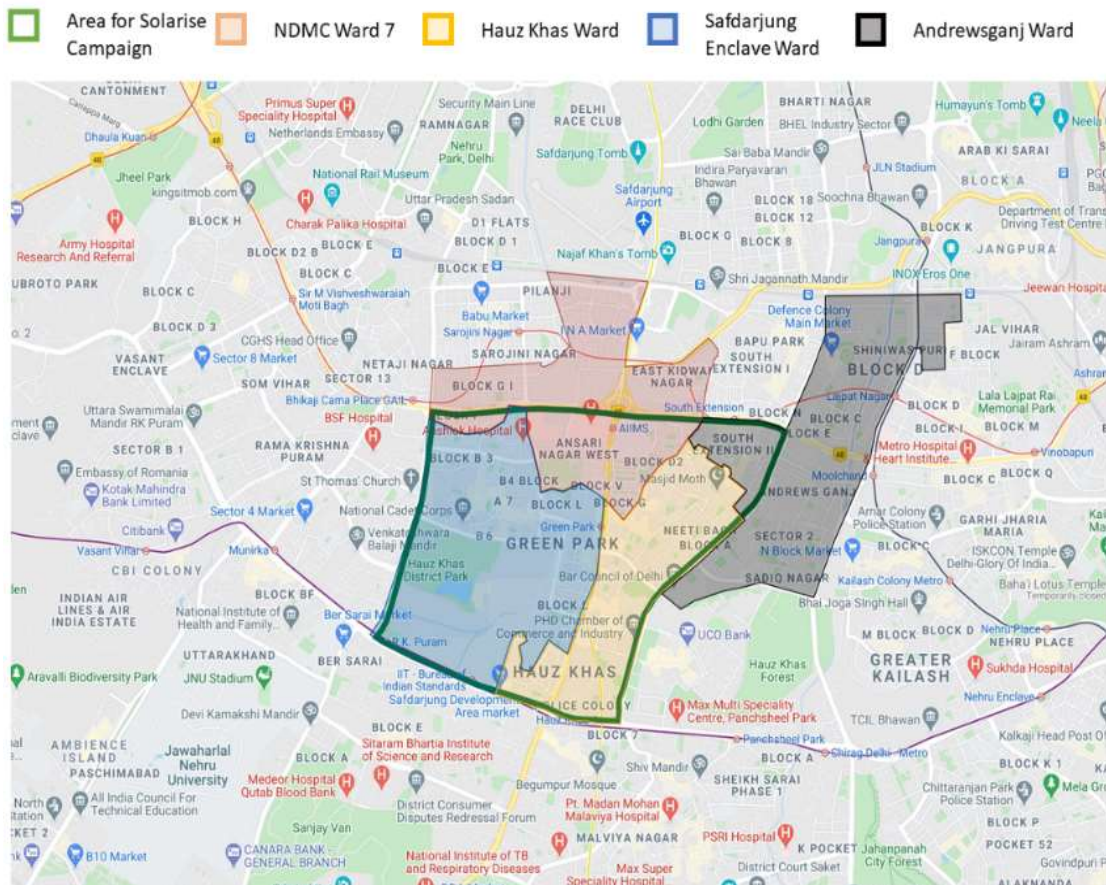 Area for Solarise
Campaign
NDMC Ward 7
Hauz Khas Ward
Safdarjung
Enclave Ward
Andrewsganj Ward
CANTONMENT
Primus Super
Speciality Hospital
Security Main Line
RAMNAGAR
DELHI
RACE CLUB
BHARTI NAGAR
Humayun's Tomb
Netherlands Embassy
Lodhi Garden
BHEL Industry Sector
Dhaula Kuan
Nehru
Park, Delhi
Safdarjung Tomb
Sai Baba Mandir
ARAB KI SARAI
Jheel Park
National Rail Museum
Indira Paryavaran
Bhawan
JLN Stadium
BLOCK A
kingsitmob.com
Uttar Pradesh Sadan
Safdarjung
Airport
BLOCK 18
BLOCK 12
Soochna Bhawan
BLOCK H
Charak Palika Hospital
D1 FLATS
BLOCK K
Department of Trans
Driving Test Centre
Army Hospital
Research And Referral
BLOCK D2 B
BLOCK E
BLOCK D 1
BLOCK G
BLOCK 8
Jangpura
JANGPURA
Najaf Khan's Tomb
INOX Eros One
BLOCK C
BLOCK E
Shri Jagannath Mandir
UBROTO PARK
BLOCK C
Sir M Vishveshwaraiah
Moti Bagh
PILANJI
Jeewan Hospital
Babu Market
Defence Colony
Main Market
BLOCK D 3
CGHS Head Office
Sarojini Nagar
I N A Market
BAPU PARK
JAL VIHAR
VASANT
ENCLAVE
Sector 8 Market
NETAJI NAGAR
SAROJINI NAGAR
SOUTH
EXTENSION I
SHINIWAS PURI
F BLOCK
Jairam Ashram
SECTOR 13
EAST KIDWAI
NAGAR
BLOCK D
SOM VIHAR
BLOCK G I
Lajpat Nagar
Uttara Swamimalai
Mandir RK Puram
Bhikaji Cama Place GAIL
South Extension
BLOCK N
BLOCK C
BLOCK D
Lala Lajpat Rai
Memorial Park
BSF Hospital
AIIMS
BLOCK E
BLOCK I
BLOCK M
SECTOR B 1
RAMA KRISHNA
PURAM
BLOCK B 3
ANSARI
NAGAR WEST
SOUTH
EXTENSION II
Metro Hospital
Heart Institute...
Vinobapuri
Embassy of Romania
BLOCK D2
Masjid Moth
Moolchand
BLOCK C
BLOCK Q
Kotak Mahindra
Bank Limited
St Thomas' Church
B4 BLOCK
BLOCK V
ANDREWS GANJ
Sector 4 Market
National Cadet Corps
A 7
BLOCK L
BLOCK G
Amar Colony
Police Station
GARHI JHARIA
MARIA
Citibank
Green Park
NEETI BAGH
BLOCK A
SECTOR 2
N Block Market
BLOCK C
ISKCON Temple
Delhi-Glory Of India...
Vasant Vihar
Munirka
Venkateshwara
Balaji Mandir
B 6
GREEN PARK
CBI COLONY
Hauz Khas
District Park
Bar Council of Delhi
SADIQ NAGAR
Kailash Colony Metro
Baha'i Lotus Temple
Temporarily closed
BLOCK BF
INDIAN AIR
LINES & AIR
INDIA ESTATE
National Institute of
Health and Family...
Ber Sarai Market
PHD Chamber of
Commerce and Industry
UCO Bank
Bhai Joga Singh Hall
Nehru Place
NEHRU PLACE
R.K. Puram
M BLOCK
BLOCK D
UTTARAKHAND
BER SARAI
IIT - Bureau of
Indian Standards
HAUZ KHAS
Hauz Khas
Forest
GREATER
KAILASH
Sukhda Hospital
Aravalli Biodiversity Park
JNU Stadium
Safdarjung Development
Area market
POLICE COLONY
Max Multi Speciality
Centre, Panchsheel Park
Nehru Enclave
Devi Kamakshi Mandir
Hauz Khas
TCIL Bhawan
BLOCK E
Panchsheel Park
Kalkaji Head Post Of
AMBIENCE
ISLAND
Jawaharlal
Nehru
University
BLOCK A
Sitaram Bhartia Institute
of Science and Research
Shiv Mandir
BLOCK A
Chirag Delhi - Metro
PASCHIMABAD
BLOCK K 1
Medeor Hospital
Qutab Blood Bank
Begumpur Mosque
SHEIKH SARAI
PHASE 1
Chittaranjan Park
Police Station
Mela Gro
All India Council For
Technical Education
District Consumer
Disputes Redressal Forum
Pt. Madan Mohan
Malaviya Hospital
BLOCK P
Sanjay Van
MALVIYA NAGAR
PSRI Hospital
K POCKET
Jahanpanah
City Forest
POCKET 52
B10 Market
CANARA BANK -
GENERAL BRANCH
National Institute of TB
and Respiratory Diseases
Max Super
Speciality Hospital
District Court Saket
Govindpuri
ALAKNANDA